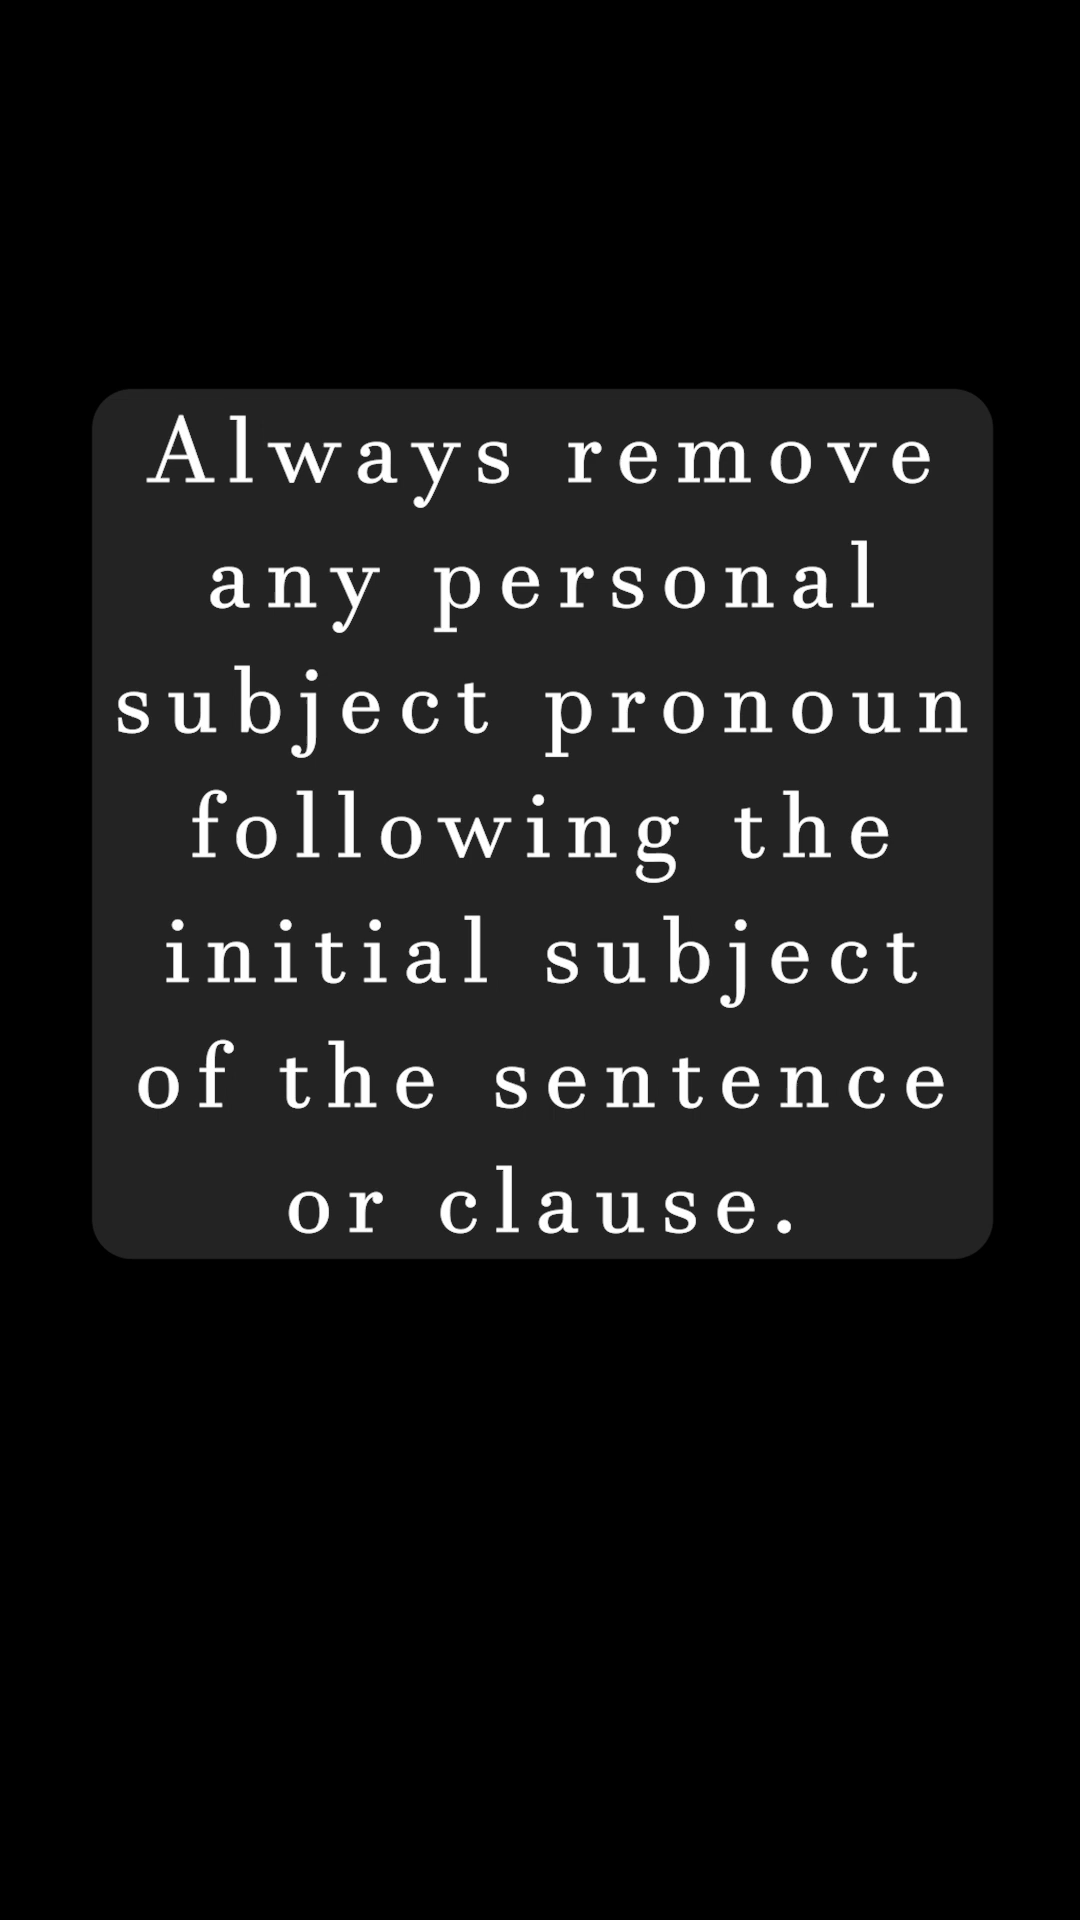 Always remove
any personal
subject pronoun
following the
initial subject
of the sentence
or clause.